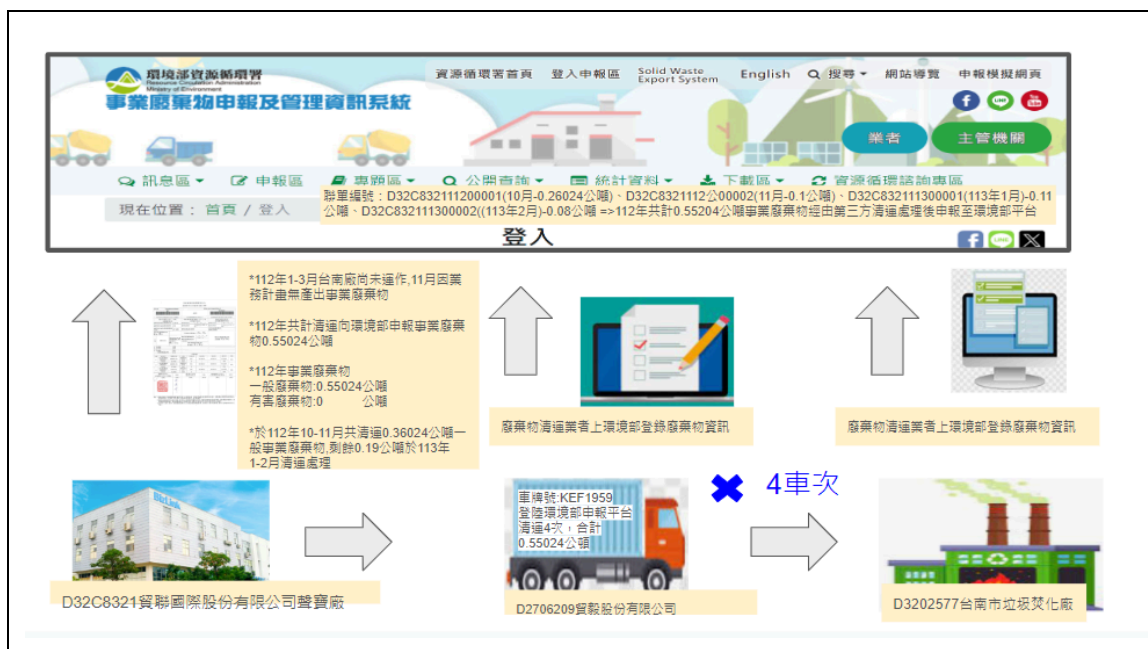 環境部資源循環署
Resource Circulation Administration
Ministry of Environment
事業廢棄物申報及管理資訊系統
資源循環署首頁 登入申報區 Solid Waste Export System English 搜尋 網站導覽 申報模擬網頁
業者 主管機關
訊息區 申報區 專題區 公開查詢 統計資料 下載區 資源循環諮詢專區
現在位置: 首頁 / 登入
聯單編號:D32C832111200001(10月-0.26024公噸)、D32C8321112公00002(11月-0.1公噸)、D32C832111300001(113年1月)-0.11
公噸、D32C832111300002((113年2月)-0.08公噸 =>112年共計0.55204公噸事業廢棄物經由第三方清運處理後申報至環境部平台
登入
*112年1-3月台南廠尚未運作,11月因業
務計畫無產出事業廢棄物
*112年共計清運向環境部申報事業廢棄
物0.55024公噸
*112年事業廢棄物
一般廢棄物:0.55024公噸
有害廢棄物:0 公噸
*於112年10-11月共清運0.36024公噸一
般事業廢棄物,剩餘0.19公噸於113年
1-2月清運處理
廢棄物清運業者上環境部登錄廢棄物資訊
廢棄物清運業者上環境部登錄廢棄物資訊
BizLink
車牌號:KEF1959
登陸環境部申報平台
清運4次,合計
0.55024公噸
4車次
D32C8321貿聯國際股份有限公司聲寶廠
D2706209貿毅股份有限公司
D3202577台南市垃圾焚化廠